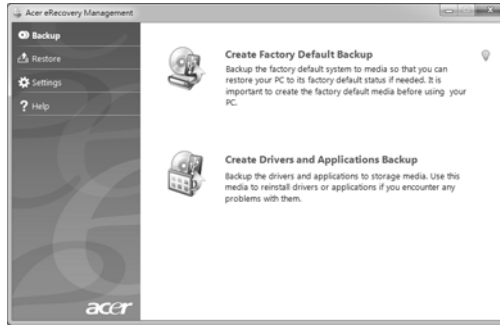 Acer eRecovery Management
Backup
Restore
Settings
Help
Create Factory Default Backup
Backup the factory default system to media so that you can
restore your PC to its factory default status if needed. It is
important to create the factory default media before using your
PC.
Create Drivers and Applications Backup
Backup the drivers and applications to storage media. Use this
media to reinstall drivers or applications if you encounter any
problems with them.
acer